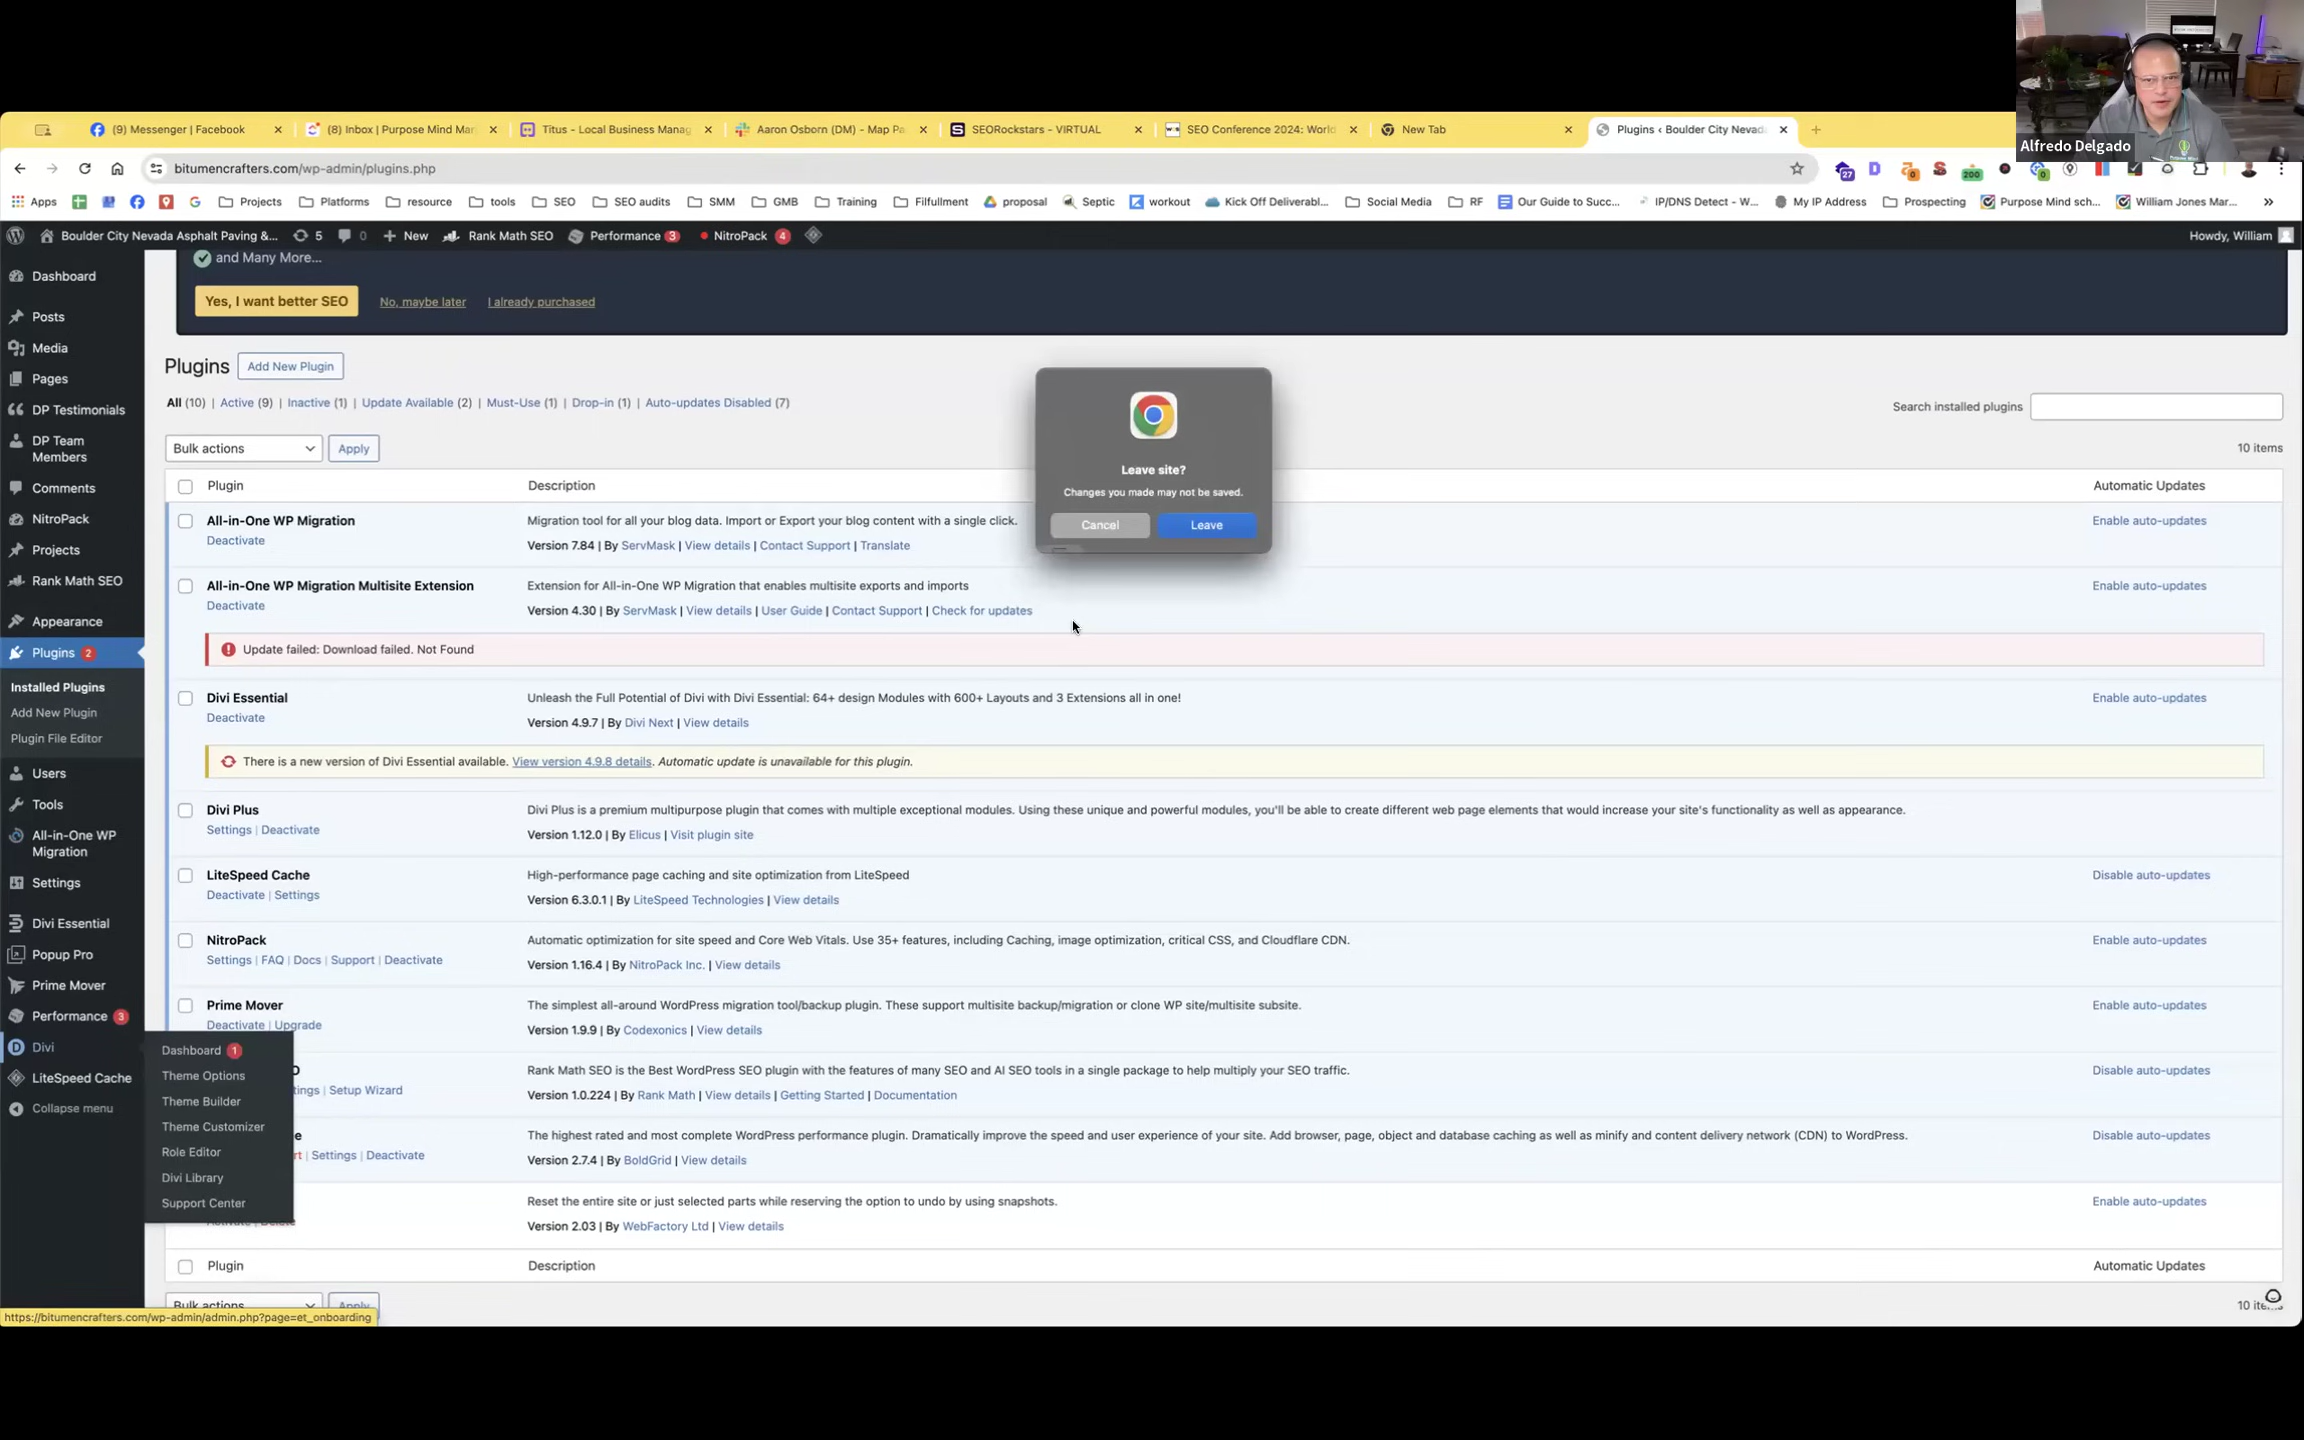 (9) Messenger | Facebook
(8) Inbox | Purpose Mind Mar
Titus - Local Business Manag
Aaron Osborn (DM) - Map Pa
SEORockstars - VIRTUAL
SEO Conference 2024: World
New Tab
Plugins ‹ Boulder City Nevada
Alfredo Delgado
bitumencrafters.com/wp-admin/plugins.php
27
0
200
0
Apps
Projects
Platforms
resource
tools
SEO
SEO audits
SMM
GMB
Training
Filfullment
proposal
Septic
workout
Kick Off Deliverabl...
Social Media
RF
Our Guide to Succ...
IP/DNS Detect - W...
My IP Address
Prospecting
Purpose Mind sch...
William Jones Mar...
Boulder City Nevada Asphalt Paving &...
5
0
New
Rank Math SEO
Performance 3
NitroPack 4
Howdy, William
and Many More...
Yes, I want better SEO
No, maybe later
I already purchased
Dashboard
Posts
Media
Pages
DP Testimonials
DP Team
Members
Comments
NitroPack
Projects
Rank Math SEO
Appearance
Plugins 2
Installed Plugins
Add New Plugin
Plugin File Editor
Users
Tools
All-in-One WP
Migration
Settings
Divi Essential
Popup Pro
Prime Mover
Performance 3
Divi
LiteSpeed Cache
Collapse menu
Dashboard 1
Theme Options
Theme Builder
Theme Customizer
Role Editor
Divi Library
Support Center
Plugins
Add New Plugin
All (10) | Active (9) | Inactive (1) | Update Available (2) | Must-Use (1) | Drop-in (1) | Auto-updates Disabled (7)
Search installed plugins
Bulk actions
Apply
10 items
Leave site?
Changes you made may not be saved.
Cancel
Leave
Plugin
Description
Automatic Updates
All-in-One WP Migration
Deactivate
Migration tool for all your blog data. Import or Export your blog content with a single click.
Version 7.84 | By ServMask | View details | Contact Support | Translate
Enable auto-updates
All-in-One WP Migration Multisite Extension
Deactivate
Extension for All-in-One WP Migration that enables multisite exports and imports
Version 4.30 | By ServMask | View details | User Guide | Contact Support | Check for updates
Enable auto-updates
Update failed: Download failed. Not Found
Divi Essential
Deactivate
Unleash the Full Potential of Divi with Divi Essential: 64+ design Modules with 600+ Layouts and 3 Extensions all in one!
Version 4.9.7 | By Divi Next | View details
Enable auto-updates
There is a new version of Divi Essential available. View version 4.9.8 details. Automatic update is unavailable for this plugin.
Divi Plus
Settings | Deactivate
Divi Plus is a premium multipurpose plugin that comes with multiple exceptional modules. Using these unique and powerful modules, you'll be able to create different web page elements that would increase your site's functionality as well as appearance.
Version 1.12.0 | By Elicus | Visit plugin site
LiteSpeed Cache
Deactivate | Settings
High-performance page caching and site optimization from LiteSpeed
Version 6.3.0.1 | By LiteSpeed Technologies | View details
Disable auto-updates
NitroPack
Settings | FAQ | Docs | Support | Deactivate
Automatic optimization for site speed and Core Web Vitals. Use 35+ features, including Caching, image optimization, critical CSS, and Cloudflare CDN.
Version 1.16.4 | By NitroPack Inc. | View details
Enable auto-updates
Prime Mover
Deactivate | Upgrade
The simplest all-around WordPress migration tool/backup plugin. These support multisite backup/migration or clone WP site/multisite subsite.
Version 1.9.9 | By Codexonics | View details
Enable auto-updates
O
tings | Setup Wizard
Rank Math SEO is the Best WordPress SEO plugin with the features of many SEO and AI SEO tools in a single package to help multiply your SEO traffic.
Version 1.0.224 | By Rank Math | View details | Getting Started | Documentation
Disable auto-updates
e
rt | Settings | Deactivate
The highest rated and most complete WordPress performance plugin. Dramatically improve the speed and user experience of your site. Add browser, page, object and database caching as well as minify and content delivery network (CDN) to WordPress.
Version 2.7.4 | By BoldGrid | View details
Disable auto-updates
Reset the entire site or just selected parts while reserving the option to undo by using snapshots.
Version 2.03 | By WebFactory Ltd | View details
Enable auto-updates
Plugin
Description
Automatic Updates
Bulk actions
Apply
10 ite
https://bitumencrafters.com/wp-admin/admin.php?page=et_onboarding